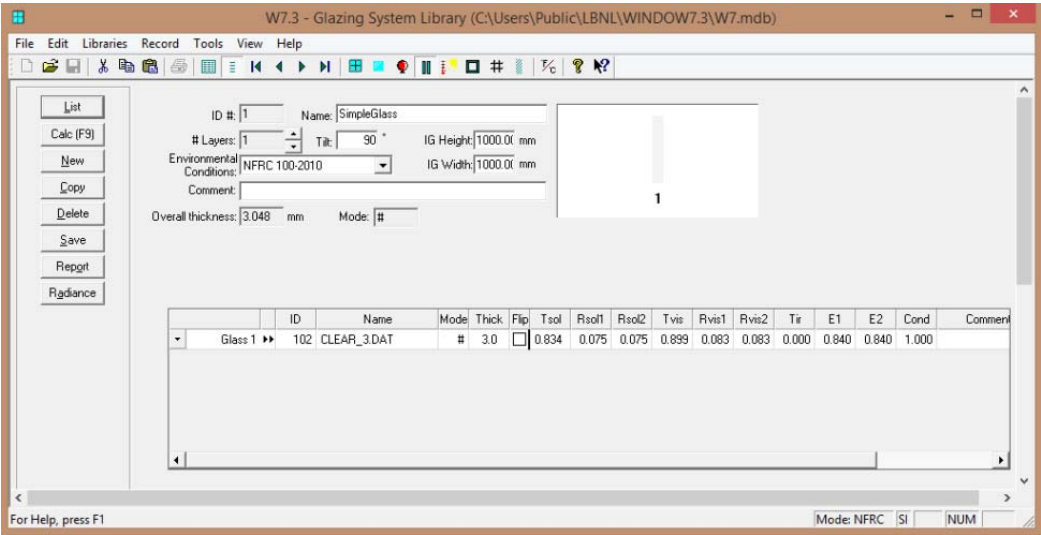 W7.3 - Glazing System Library (C:\Users\Public\LBNL\WINDOW7.3\W7.mdb)
File Edit Libraries Record Tools View Help
List
Calc (F9)
New
Copy
Delete
Save
Report
Radiance
ID #: 1 Name: SimpleGlass
# Layers: 1 Tilt: 90 ° IG Height: 1000.0 mm
Environmental Conditions: NFRC 100-2010 IG Width: 1000.0 mm
Comment:
Overall thickness: 3.048 mm Mode: #
1
ID Name Mode Thick Flip Tsol Rsol1 Rsol2 Tvis Rvis1 Rvis2 Tir E1 E2 Cond Comment
Glass 1 ▸▸ 102 CLEAR_3.DAT # 3.0 0.834 0.075 0.075 0.899 0.083 0.083 0.000 0.840 0.840 1.000
For Help, press F1 Mode: NFRC SI NUM